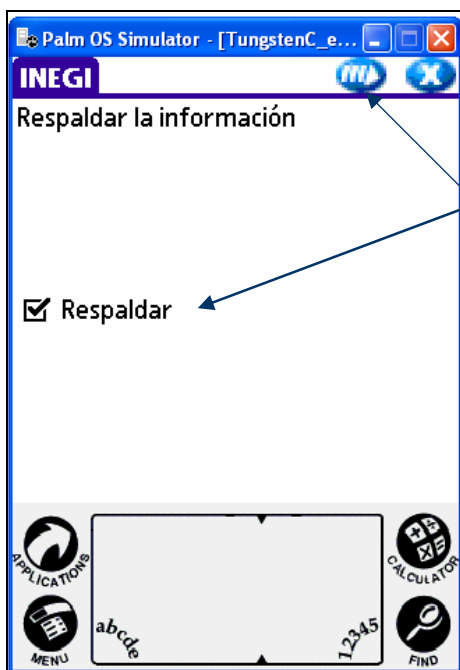 Palm OS Simulator - [TungstenC_e...
INEGI
Respaldar la información
Respaldar
APPLICATIONS
CALCULATOR
abcde
12345
MENU
FIND